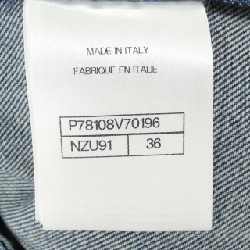 MADE IN ITALY
FABRIQUE EN ITALIE
P78108V70196
NZU91 36